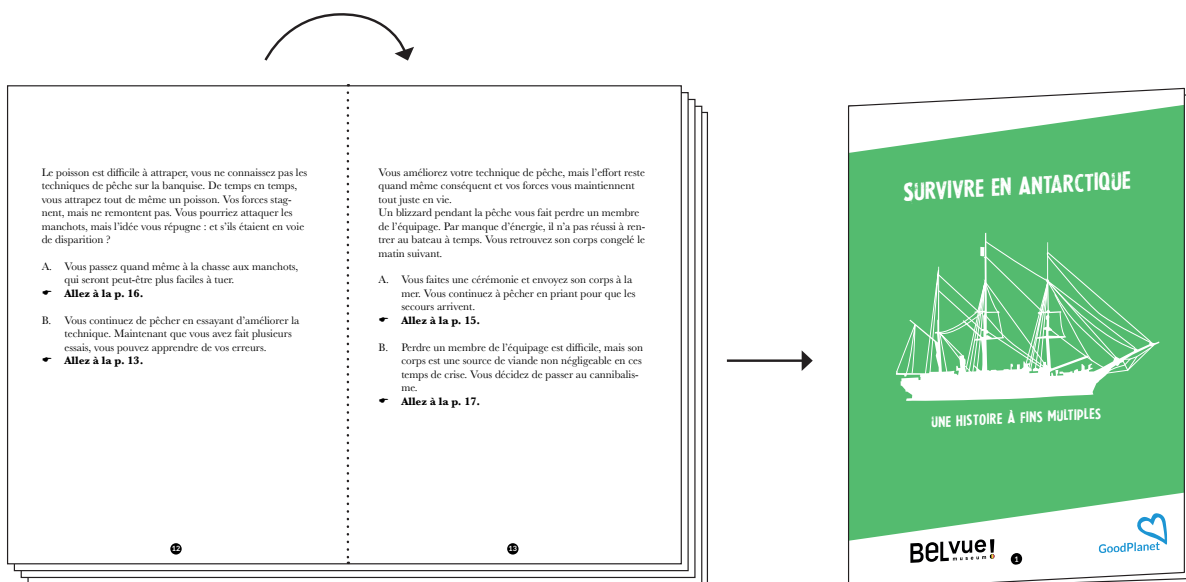 Le poisson est difficile à attraper, vous ne connaissez pas les
techniques de pêche sur la banquise. De temps en temps,
vous attrapez tout de même un poisson. Vos forces stag-
nent, mais ne remontent pas. Vous pourriez attaquer les
manchots, mais l'idée vous répugne : et s'ils étaient en voie
de disparition ?
A. Vous passez quand même à la chasse aux manchots,
qui seront peut-être plus faciles à tuer.
☛ Allez à la p. 16.
B. Vous continuez de pêcher en essayant d'améliorer la
technique. Maintenant que vous avez fait plusieurs
essais, vous pouvez apprendre de vos erreurs.
☛ Allez à la p. 13.
12
Vous améliorez votre technique de pêche, mais l'effort reste
quand même conséquent et vos forces vous maintiennent
tout juste en vie.
Un blizzard pendant la pêche vous fait perdre un membre
de l'équipage. Par manque d'énergie, il n'a pas réussi à ren-
trer au bateau à temps. Vous retrouvez son corps congelé le
matin suivant.
A. Vous faites une cérémonie et envoyez son corps à la
mer. Vous continuez à pêcher en priant pour que les
secours arrivent.
☛ Allez à la p. 15.
B. Perdre un membre de l'équipage est difficile, mais son
corps est une source de viande non négligeable en ces
temps de crise. Vous décidez de passer au cannibalis-
me.
☛ Allez à la p. 17.
13
SURVIVRE EN ANTARCTIQUE
UNE HISTOIRE À FINS MULTIPLES
BELvue!
museum
1
GoodPlanet